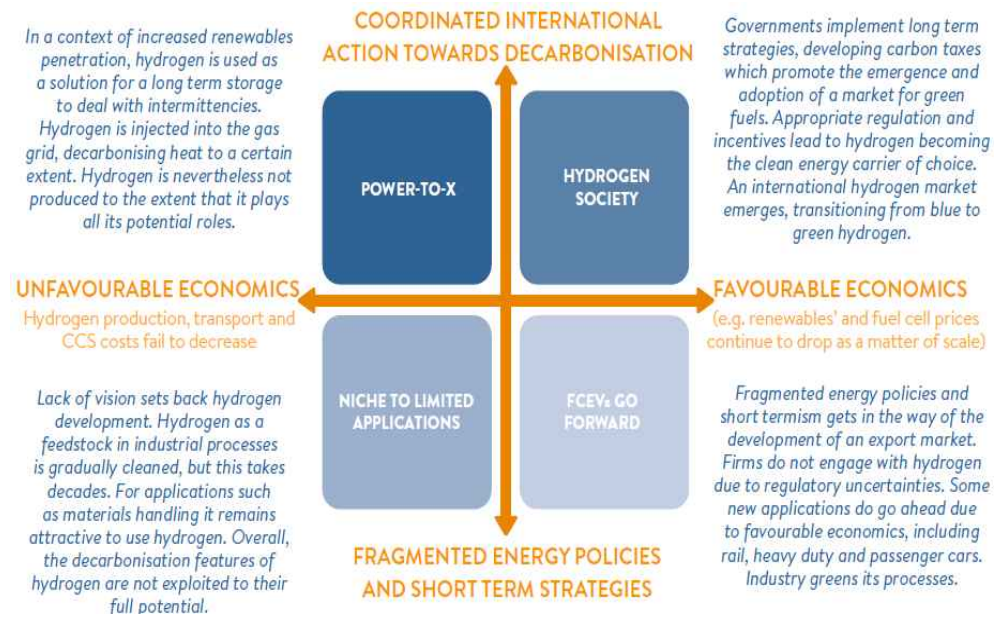 COORDINATED INTERNATIONAL
ACTION TOWARDS DECARBONISATION
In a context of increased renewables
penetration, hydrogen is used as
a solution for a long term storage
to deal with intermittencies.
Hydrogen is injected into the gas
grid, decarbonising heat to a certain
extent. Hydrogen is nevertheless not
produced to the extent that it plays
all its potential roles.
POWER-TO-X
HYDROGEN
SOCIETY
Governments implement long term
strategies, developing carbon taxes
which promote the emergence and
adoption of a market for green
fuels. Appropriate regulation and
incentives lead to hydrogen becoming
the clean energy carrier of choice.
An international hydrogen market
emerges, transitioning from blue to
green hydrogen.
UNFAVOURABLE ECONOMICS
Hydrogen production, transport and
CCS costs fail to decrease
FAVOURABLE ECONOMICS
(e.g. renewables' and fuel cell prices
continue to drop as a matter of scale)
Lack of vision sets back hydrogen
development. Hydrogen as a
feedstock in industrial processes
is gradually cleaned, but this takes
decades. For applications such
as materials handling it remains
attractive to use hydrogen. Overall,
the decarbonisation features of
hydrogen are not exploited to their
full potential.
NICHE TO LIMITED
APPLICATIONS
FCEVs GO
FORWARD
Fragmented energy policies and
short termism gets in the way of the
development of an export market.
Firms do not engage with hydrogen
due to regulatory uncertainties. Some
new applications do go ahead due
to favourable economics, including
rail, heavy duty and passenger cars.
Industry greens its processes.
FRAGMENTED ENERGY POLICIES
AND SHORT TERM STRATEGIES